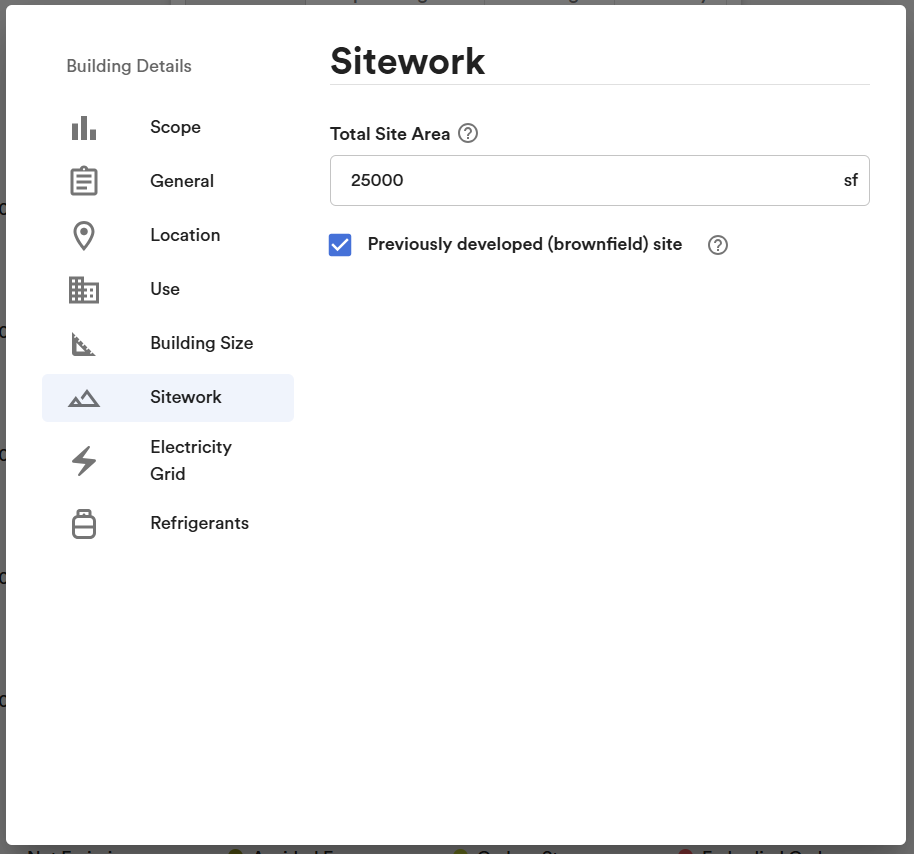 Building Details
Scope
General
Location
Use
Building Size
Sitework
Electricity
Grid
Refrigerants
Sitework
Total Site Area
25000 sf
Previously developed (brownfield) site